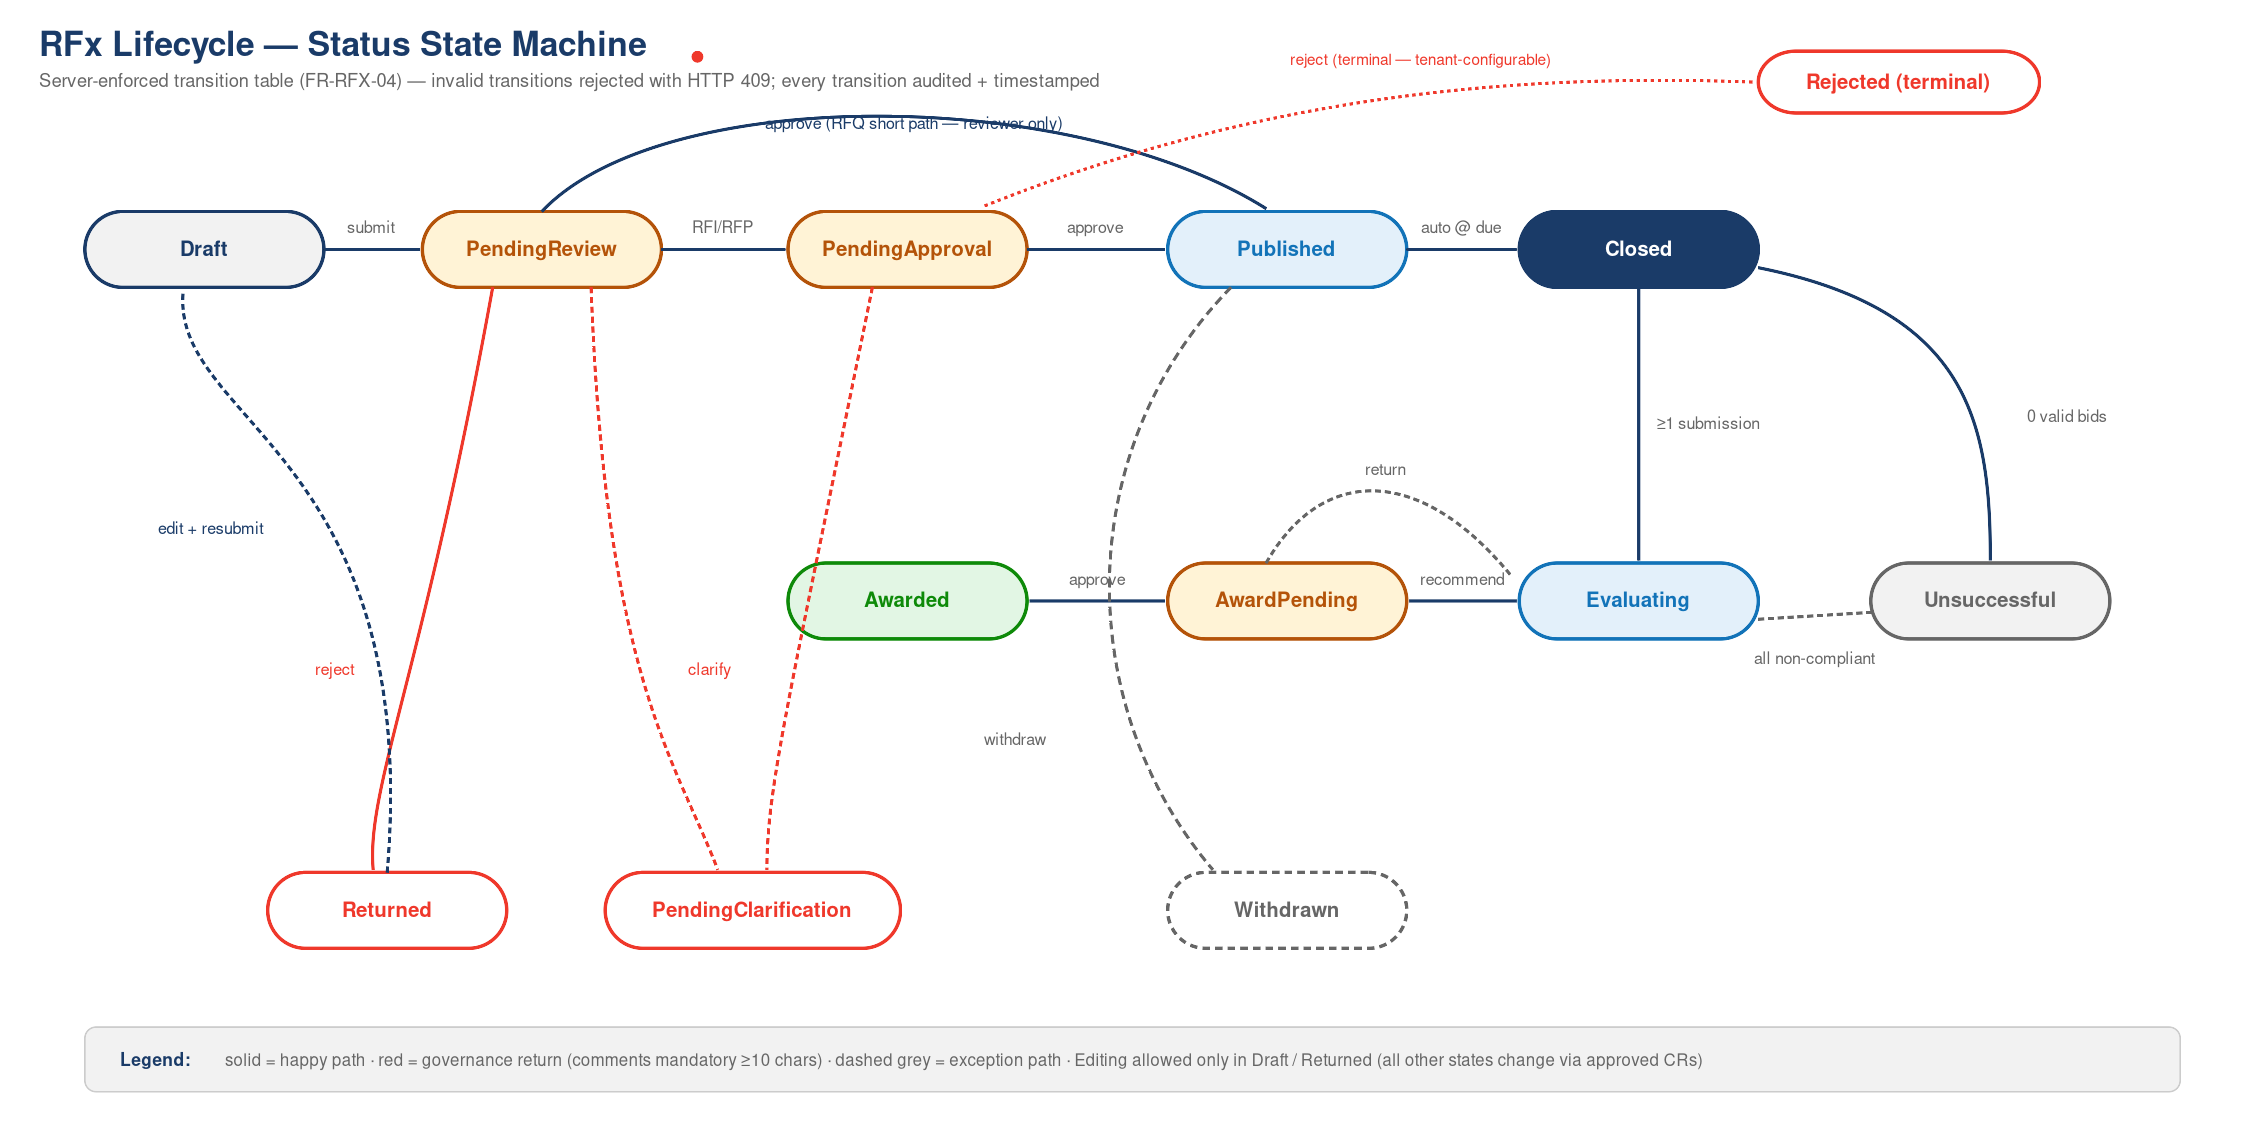 RFx Lifecycle — Status State Machine
Server-enforced transition table (FR-RFX-04) — invalid transitions rejected with HTTP 409; every transition audited + timestamped
reject (terminal — tenant-configurable)
Rejected (terminal)
approve (RFQ short path — reviewer only)
Draft
submit
PendingReview
RFI/RFP
PendingApproval
approve
Published
auto @ due
Closed
≥1 submission
0 valid bids
return
edit + resubmit
Awarded
approve
AwardPending
recommend
Evaluating
Unsuccessful
all non-compliant
reject
clarify
withdraw
Returned
PendingClarification
Withdrawn
Legend: solid = happy path · red = governance return (comments mandatory ≥10 chars) · dashed grey = exception path · Editing allowed only in Draft / Returned (all other states change via approved CRs)